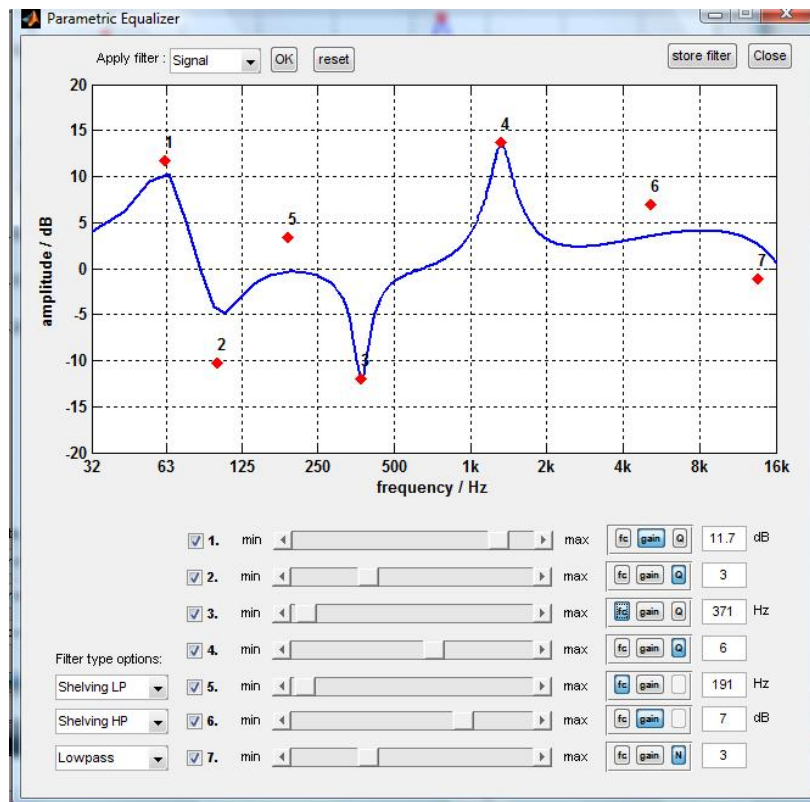 Parametric Equalizer
Apply filter : Signal OK reset store filter Close
20
15
10
5
0
-5
-10
-15
-20
amplitude / dB
1
2
3
4
5
6
7
32 63 125 250 500 1k 2k 4k 8k 16k
frequency / Hz
1. min max fc gain Q 11.7 dB
2. min max fc gain Q 3
3. min max fc gain Q 371 Hz
4. min max fc gain Q 6
Filter type options:
Shelving LP 5. min max fc gain 191 Hz
Shelving HP 6. min max fc gain 7 dB
Lowpass 7. min max fc gain N 3